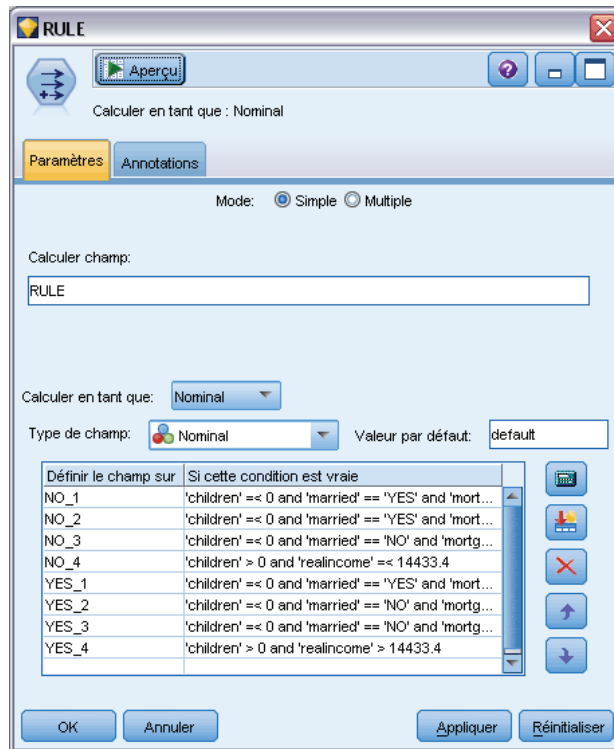 RULE
Aperçu
Calculer en tant que : Nominal
Paramètres Annotations
Mode: Simple Multiple
Calculer champ:
RULE
Calculer en tant que: Nominal
Type de champ: Nominal Valeur par défaut: default
Définir le champ sur Si cette condition est vraie
NO_1 'children' =< 0 and 'married' == 'YES' and 'mort...
NO_2 'children' =< 0 and 'married' == 'YES' and 'mort...
NO_3 'children' =< 0 and 'married' == 'NO' and 'mortg...
NO_4 'children' > 0 and 'realincome' =< 14433.4
YES_1 'children' =< 0 and 'married' == 'YES' and 'mort...
YES_2 'children' =< 0 and 'married' == 'NO' and 'mortg...
YES_3 'children' =< 0 and 'married' == 'NO' and 'mortg...
YES_4 'children' > 0 and 'realincome' > 14433.4
OK Annuler Appliquer Réinitialiser